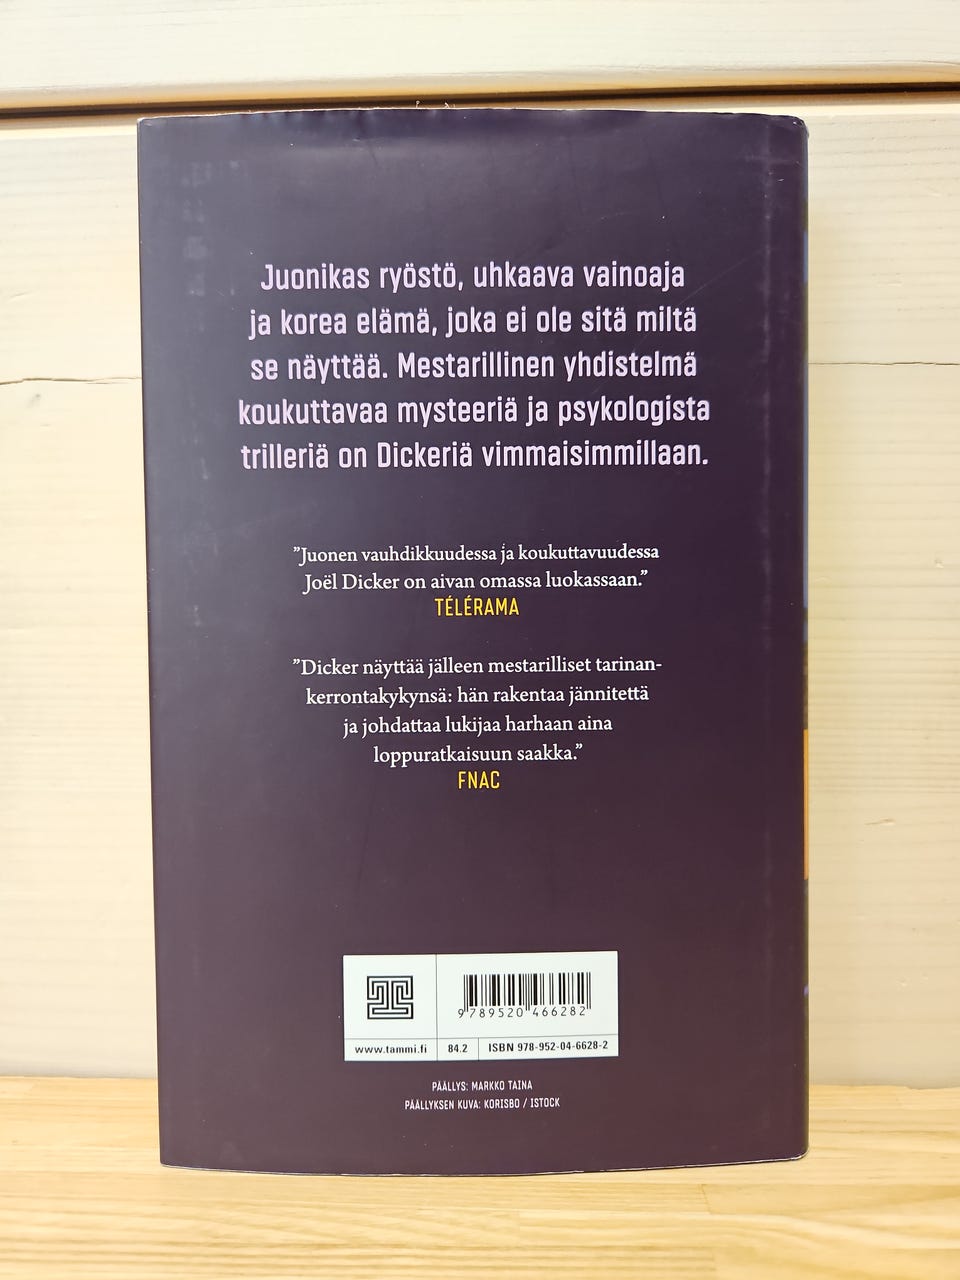 Juonikas ryöstö, uhkaava vainoaja
ja korea elämä, joka ei ole sitä miltä
se näyttää. Mestarillinen yhdistelmä
koukuttavaa mysteeriä ja psykologista
trilleriä on Dickeriä vimmaisimmillaan.
”Juonen vauhdikkuudessa ja koukuttavuudessa
Joël Dicker on aivan omassa luokassaan.”
TÉLÉRAMA
”Dicker näyttää jälleen mestarilliset tarinan-
kerrontakykynsä: hän rakentaa jännitettä
ja johdattaa lukijaa harhaan aina
loppuratkaisuun saakka.”
FNAC
9 789520 466282
www.tammi.fi 84.2 ISBN 978-952-04-6628-2
PÄÄLLYS: MARKKO TAINA
PÄÄLLYKSEN KUVA: KORISBO / ISTOCK